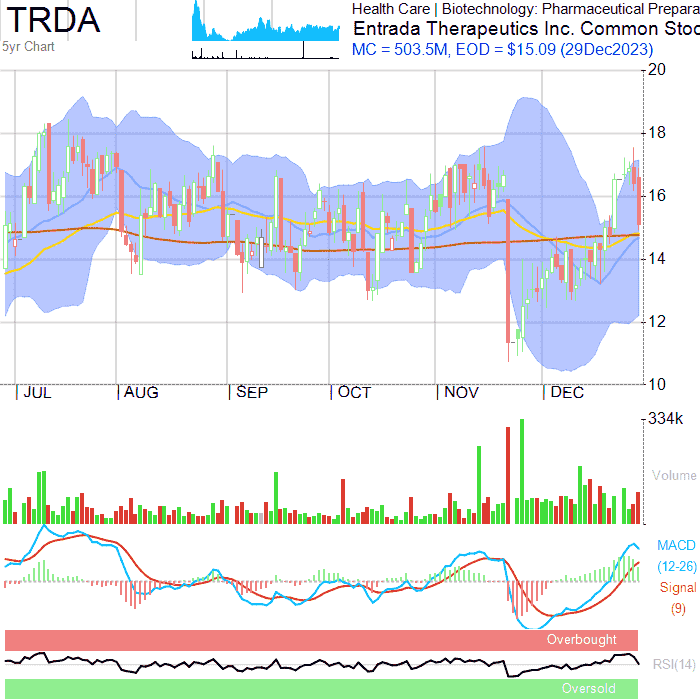 TRDA
5yr Chart
Health Care | Biotechnology: Pharmaceutical Prepara
Entrada Therapeutics Inc. Common Stoc
MC = 503.5M, EOD = $15.09 (29Dec2023)
20
18
16
14
12
10
JUL AUG SEP OCT NOV DEC
334k
Volume
MACD
(12-26)
Signal
(9)
Overbought
RSI(14)
Oversold